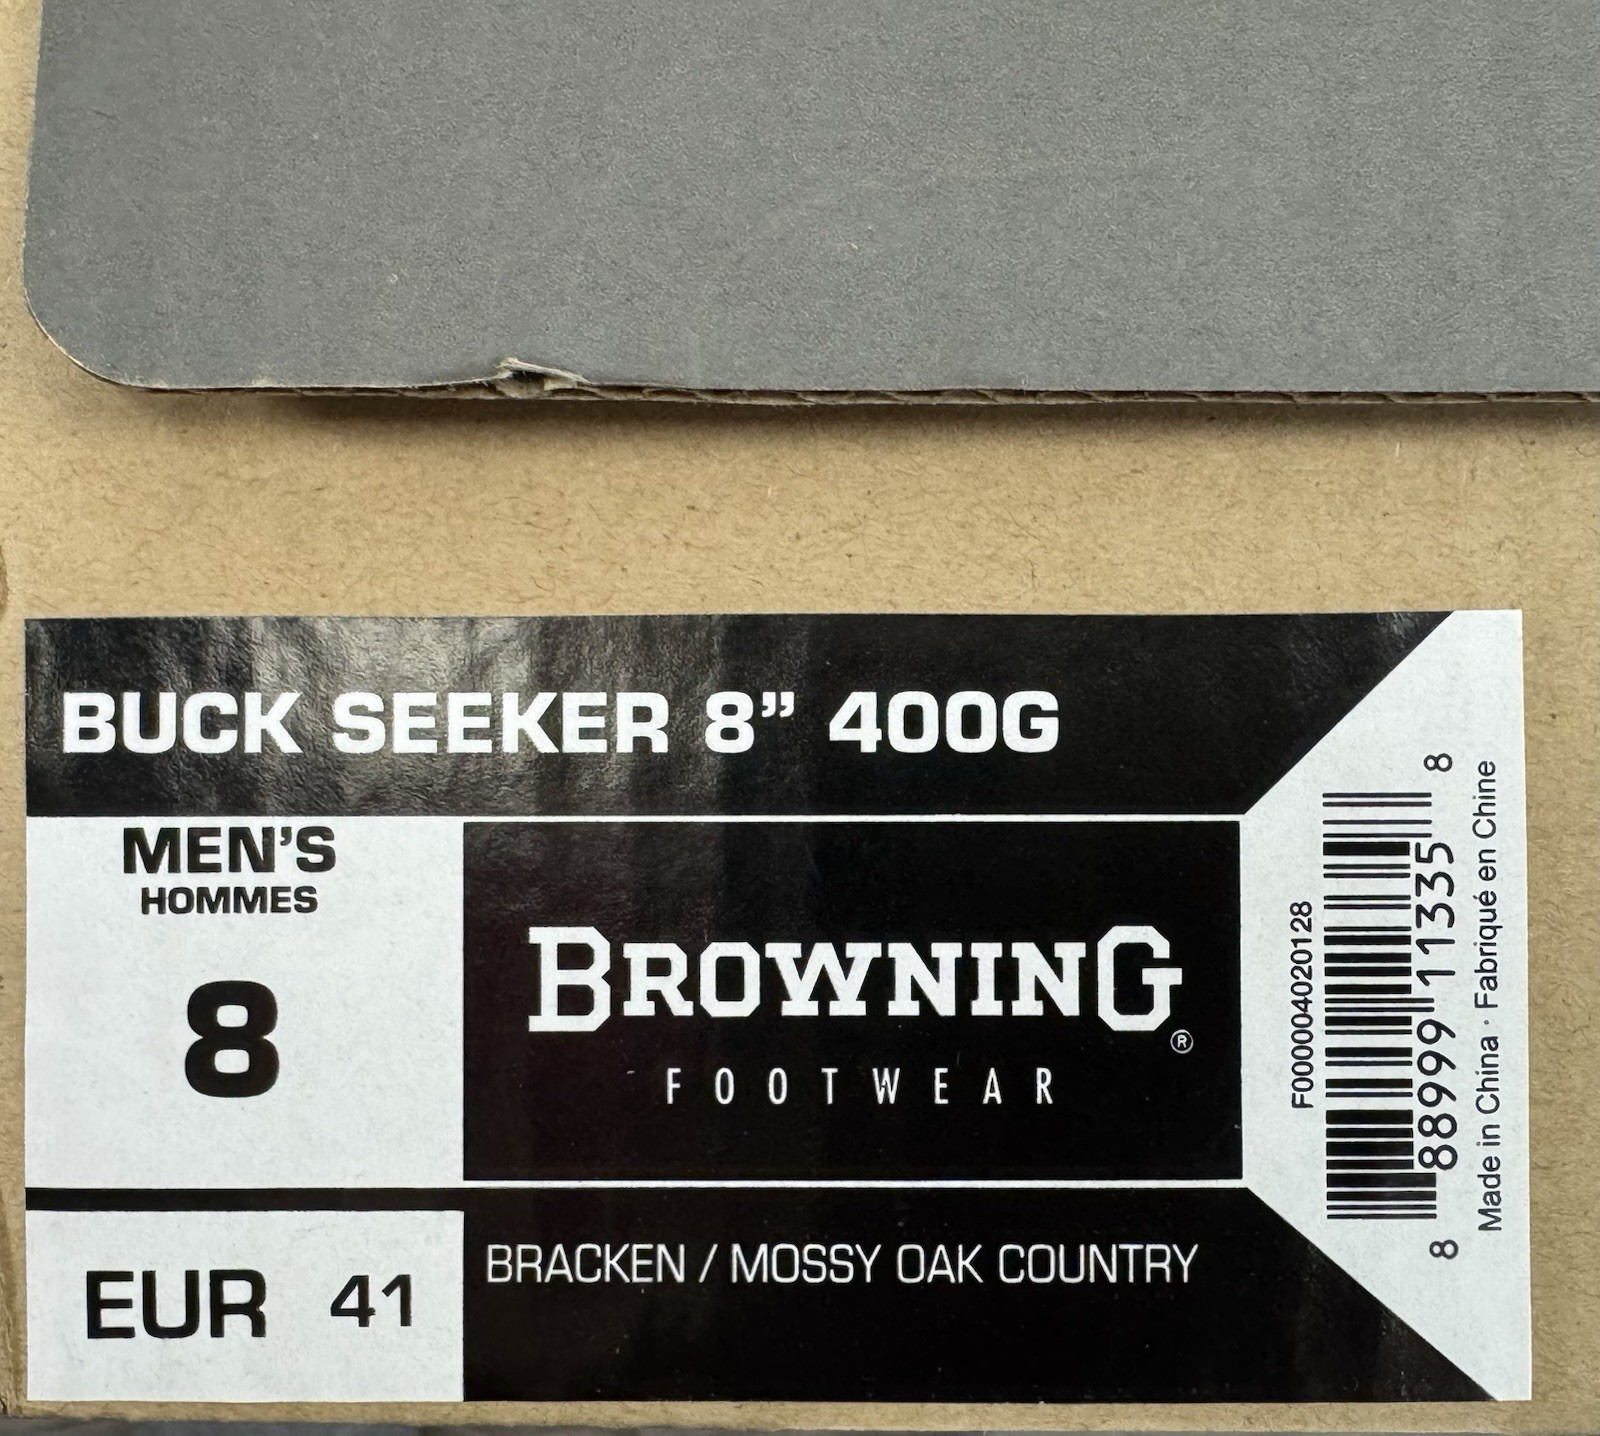 BUCK SEEKER 8” 400G
MEN’S
HOMMES
8
BROWNING®
FOOTWEAR
EUR 41
BRACKEN / MOSSY OAK COUNTRY
F000004020128
8 88999 11335 8
Made in China · Fabriqué en Chine